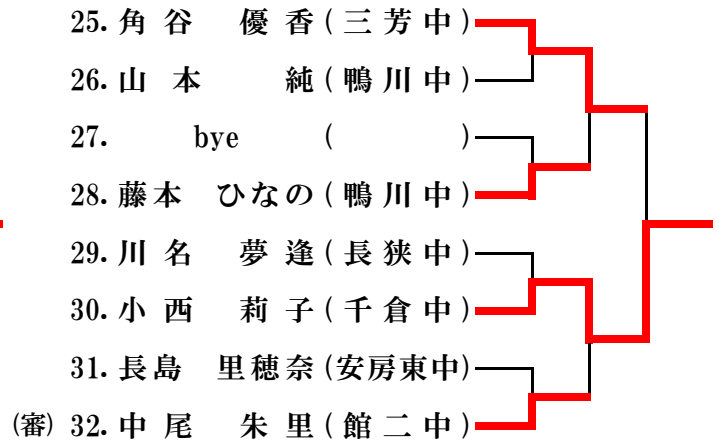 25. 角谷 優香 (三芳中)
26. 山本 純 (鴨川中)
27. bye ( )
28. 藤本 ひなの (鴨川中)
29. 川名 夢逢 (長狭中)
30. 小西 莉子 (千倉中)
31. 長島 里穂奈 (安房東中)
(審) 32. 中尾 朱里 (館二中)